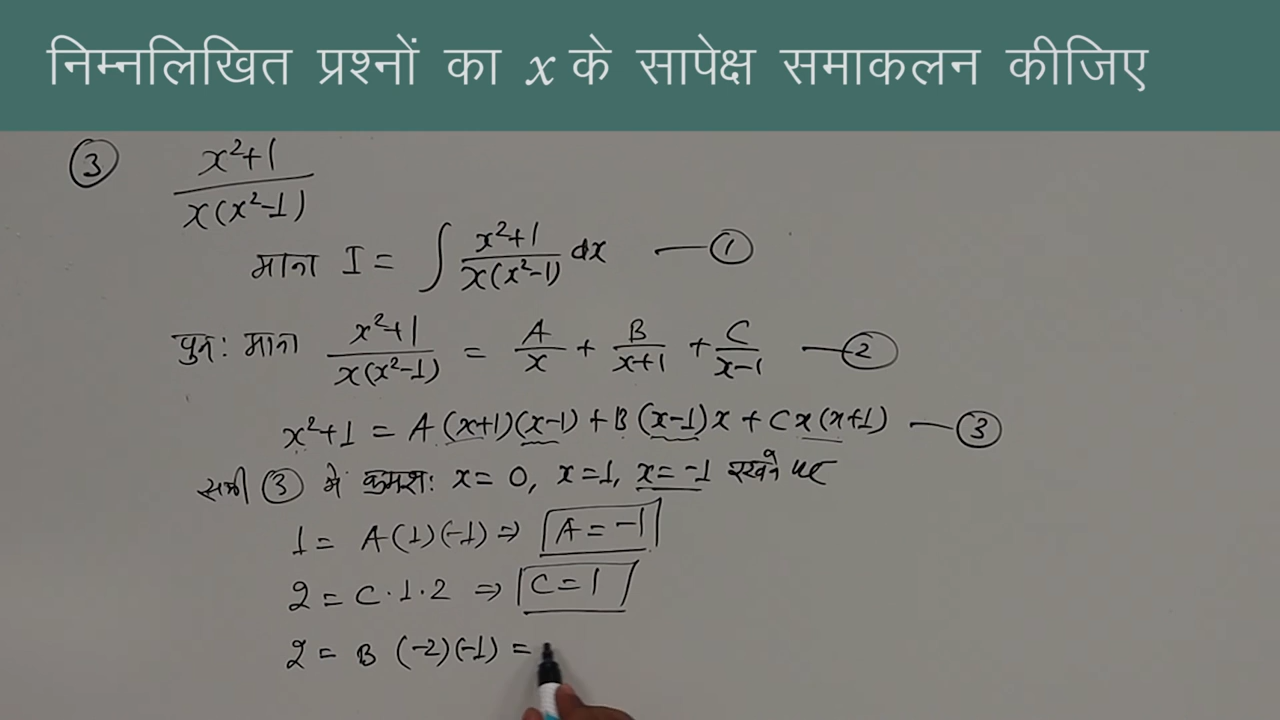 निम्नलिखित प्रश्नों का x के सापेक्ष समाकलन कीजिए
③ x²+1 / x(x²-1)
माना I = ∫ x²+1 / x(x²-1) dx — ①
पुन: माना x²+1 / x(x²-1) = A/x + B/x+1 + C/x-1 — ②
x²+1 = A(x+1)(x-1) + B(x-1)x + Cx(x+1) — ③
समी ③ में क्रमश: x = 0, x = 1, x = -1 रखने पर
1 = A(1)(-1) ⇒ A = -1
2 = C·1·2 ⇒ C = 1
2 = B (-2)(-1) =